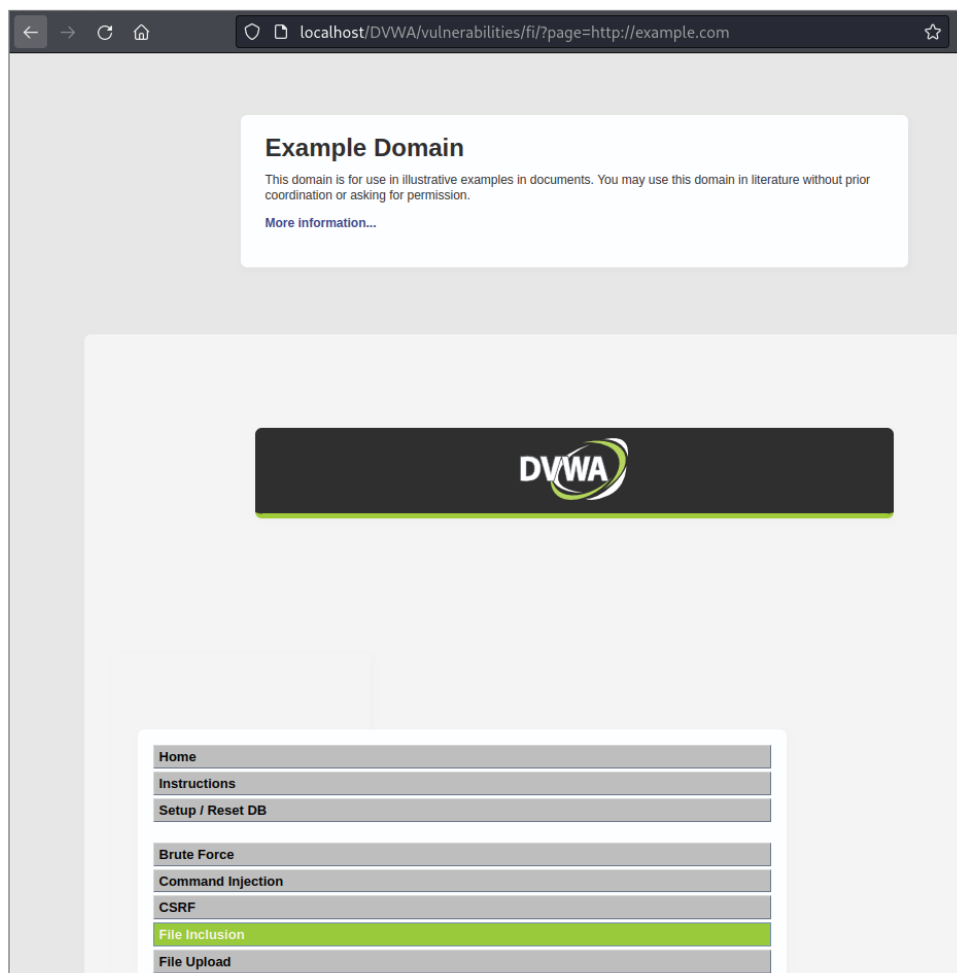 localhost/DVWA/vulnerabilities/fi/?page=http://example.com
Example Domain
This domain is for use in illustrative examples in documents. You may use this domain in literature without prior
coordination or asking for permission.
More information...
DVWA
Home
Instructions
Setup / Reset DB
Brute Force
Command Injection
CSRF
File Inclusion
File Upload